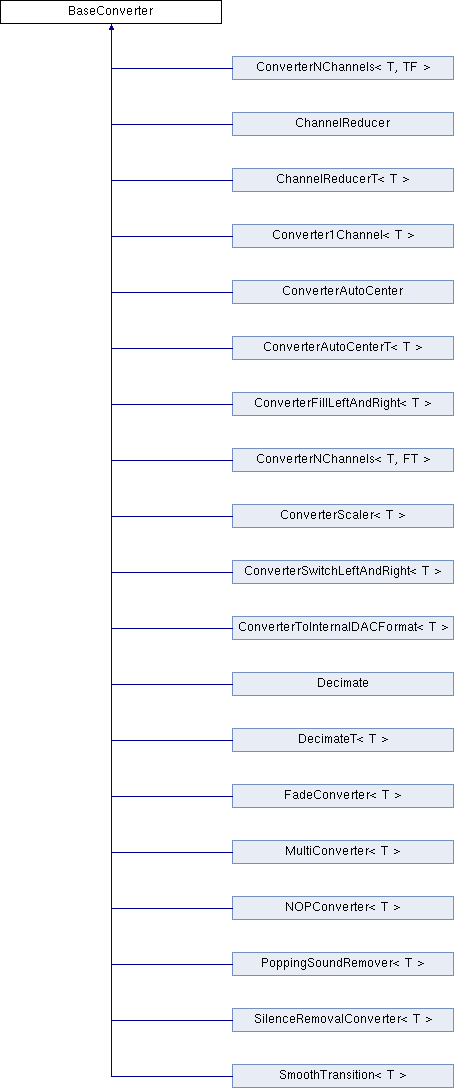 BaseConverter
ConverterNChannels< T, TF >
ChannelReducer
ChannelReducerT< T >
Converter1Channel< T >
ConverterAutoCenter
ConverterAutoCenterT< T >
ConverterFillLeftAndRight< T >
ConverterNChannels< T, FT >
ConverterScaler< T >
ConverterSwitchLeftAndRight< T >
ConverterToInternalDACFormat< T >
Decimate
DecimateT< T >
FadeConverter< T >
MultiConverter< T >
NOPConverter< T >
PoppingSoundRemover< T >
SilenceRemovalConverter< T >
SmoothTransition< T >